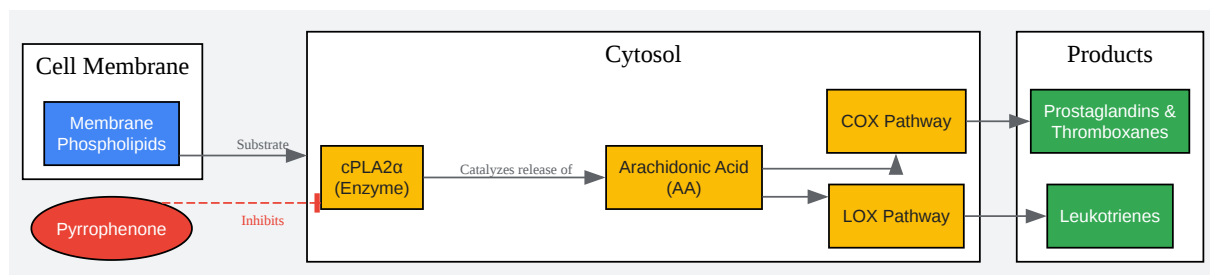 Cell Membrane
Membrane
Phospholipids
Substrate
Pyrrophenone
Inhibits
Cytosol
cPLA2α
(Enzyme)
Catalyzes release of
Arachidonic Acid
(AA)
COX Pathway
LOX Pathway
Products
Prostaglandins &
Thromboxanes
Leukotrienes